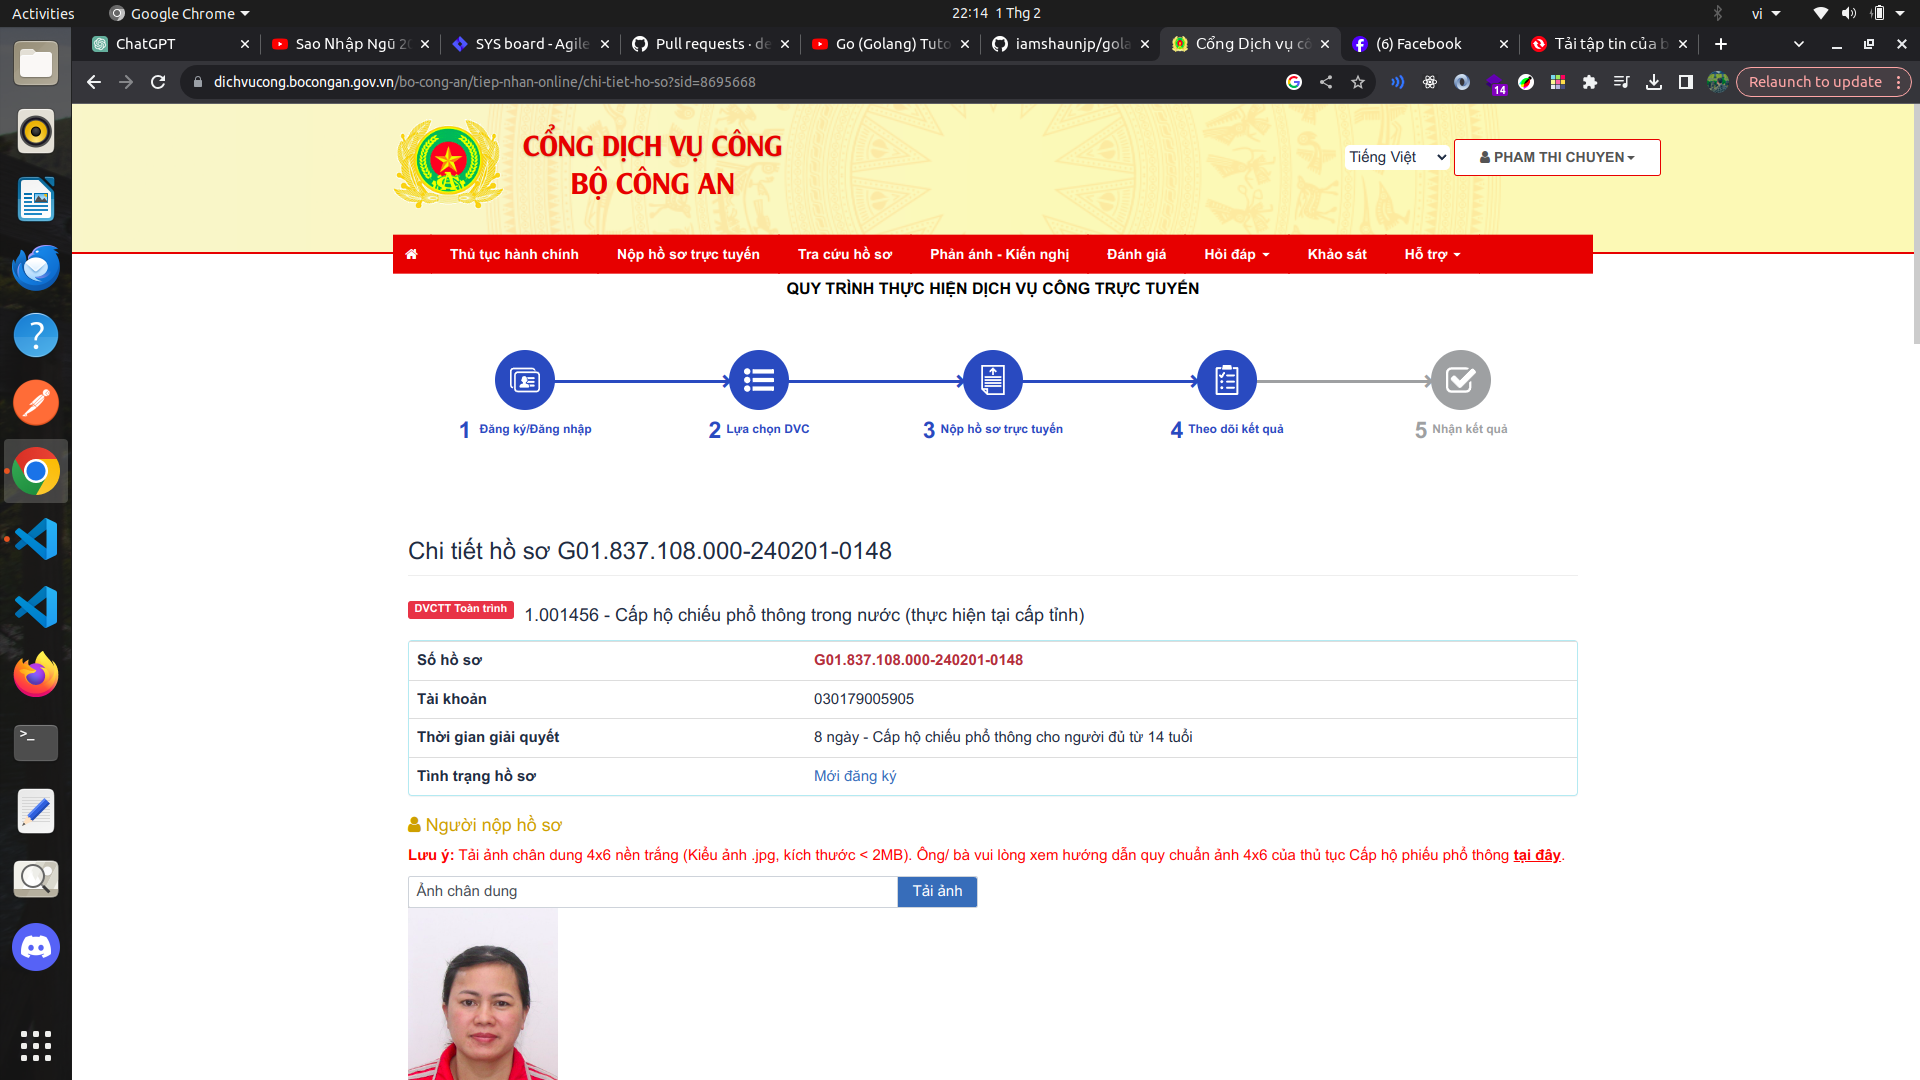 Activities
Google Chrome
22:14 1 Thg 2
vi
ChatGPT
Sao Nhập Ngũ 20
SYS board - Agile
Pull requests · de
Go (Golang) Tuto
iamshaunjp/gola
Cổng Dịch vụ cô
(6) Facebook
Tải tập tin của b
dichvucong.bocongan.gov.vn/bo-cong-an/tiep-nhan-online/chi-tiet-ho-so?sid=8695668
14
Relaunch to update
CỔNG DỊCH VỤ CÔNG
BỘ CÔNG AN
Tiếng Việt
PHAM THI CHUYEN
Thủ tục hành chính
Nộp hồ sơ trực tuyến
Tra cứu hồ sơ
Phản ánh - Kiến nghị
Đánh giá
Hỏi đáp
Khảo sát
Hỗ trợ
QUY TRÌNH THỰC HIỆN DỊCH VỤ CÔNG TRỰC TUYẾN
1 Đăng ký/Đăng nhập
2 Lựa chọn DVC
3 Nộp hồ sơ trực tuyến
4 Theo dõi kết quả
5 Nhận kết quả
Chi tiết hồ sơ G01.837.108.000-240201-0148
DVCTT Toàn trình
1.001456 - Cấp hộ chiếu phổ thông trong nước (thực hiện tại cấp tỉnh)
Số hồ sơ G01.837.108.000-240201-0148
Tài khoản 030179005905
Thời gian giải quyết 8 ngày - Cấp hộ chiếu phổ thông cho người đủ từ 14 tuổi
Tình trạng hồ sơ Mới đăng ký
Người nộp hồ sơ
Lưu ý: Tải ảnh chân dung 4x6 nền trắng (Kiểu ảnh .jpg, kích thước < 2MB). Ông/ bà vui lòng xem hướng dẫn quy chuẩn ảnh 4x6 của thủ tục Cấp hộ phiếu phổ thông tại đây.
Ảnh chân dung
Tải ảnh